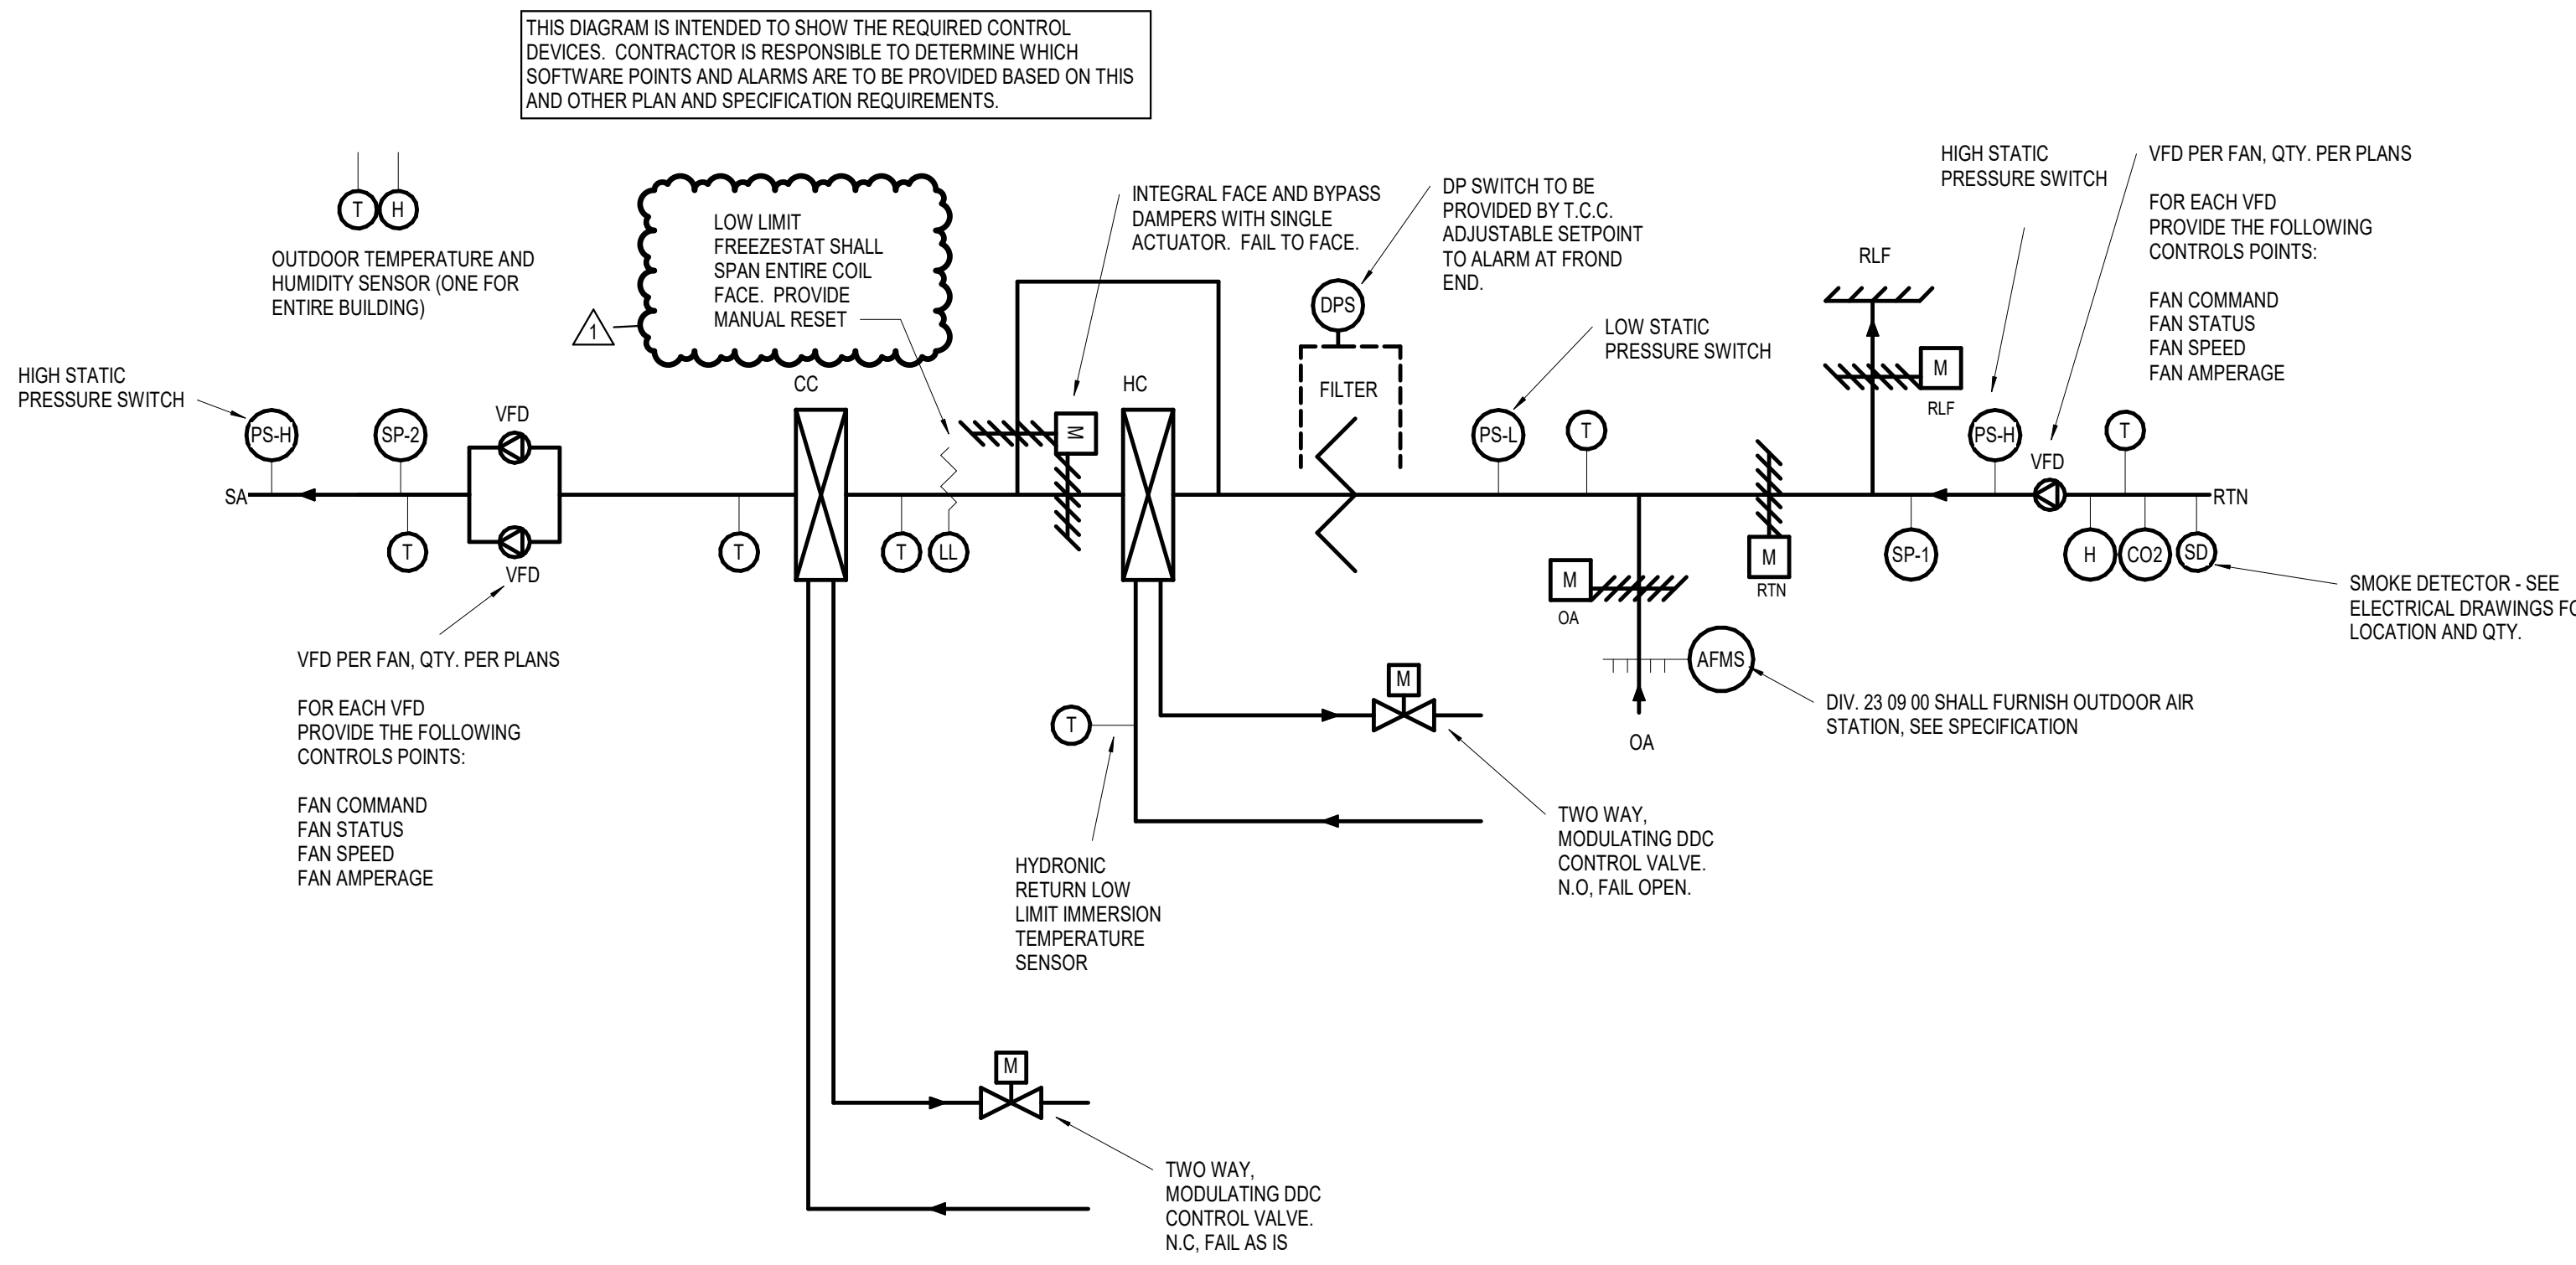 THIS DIAGRAM IS INTENDED TO SHOW THE REQUIRED CONTROL
DEVICES. CONTRACTOR IS RESPONSIBLE TO DETERMINE WHICH
SOFTWARE POINTS AND ALARMS ARE TO BE PROVIDED BASED ON THIS
AND OTHER PLAN AND SPECIFICATION REQUIREMENTS.
T
H
OUTDOOR TEMPERATURE AND
HUMIDITY SENSOR (ONE FOR
ENTIRE BUILDING)
1
LOW LIMIT
FREEZESTAT SHALL
SPAN ENTIRE COIL
FACE. PROVIDE
MANUAL RESET
INTEGRAL FACE AND BYPASS
DAMPERS WITH SINGLE
ACTUATOR. FAIL TO FACE.
DP SWITCH TO BE
PROVIDED BY T.C.C.
ADJUSTABLE SETPOINT
TO ALARM AT FROND
END.
DPS
FILTER
LOW STATIC
PRESSURE SWITCH
HIGH STATIC
PRESSURE SWITCH
VFD PER FAN, QTY. PER PLANS
FOR EACH VFD
PROVIDE THE FOLLOWING
CONTROLS POINTS:
FAN COMMAND
FAN STATUS
FAN SPEED
FAN AMPERAGE
RLF
M
RLF
HIGH STATIC
PRESSURE SWITCH
PS-H
SP-2
VFD
CC
M
HC
PS-L
T
PS-H
VFD
T
SA
RTN
T
VFD
T
T
LL
M
OA
M
RTN
SP-1
H
CO2
SD
SMOKE DETECTOR - SEE
ELECTRICAL DRAWINGS FO
LOCATION AND QTY.
VFD PER FAN, QTY. PER PLANS
FOR EACH VFD
PROVIDE THE FOLLOWING
CONTROLS POINTS:
FAN COMMAND
FAN STATUS
FAN SPEED
FAN AMPERAGE
AFMS
DIV. 23 09 00 SHALL FURNISH OUTDOOR AIR
STATION, SEE SPECIFICATION
OA
M
T
HYDRONIC
RETURN LOW
LIMIT IMMERSION
TEMPERATURE
SENSOR
TWO WAY,
MODULATING DDC
CONTROL VALVE.
N.O, FAIL OPEN.
M
TWO WAY,
MODULATING DDC
CONTROL VALVE.
N.C, FAIL AS IS